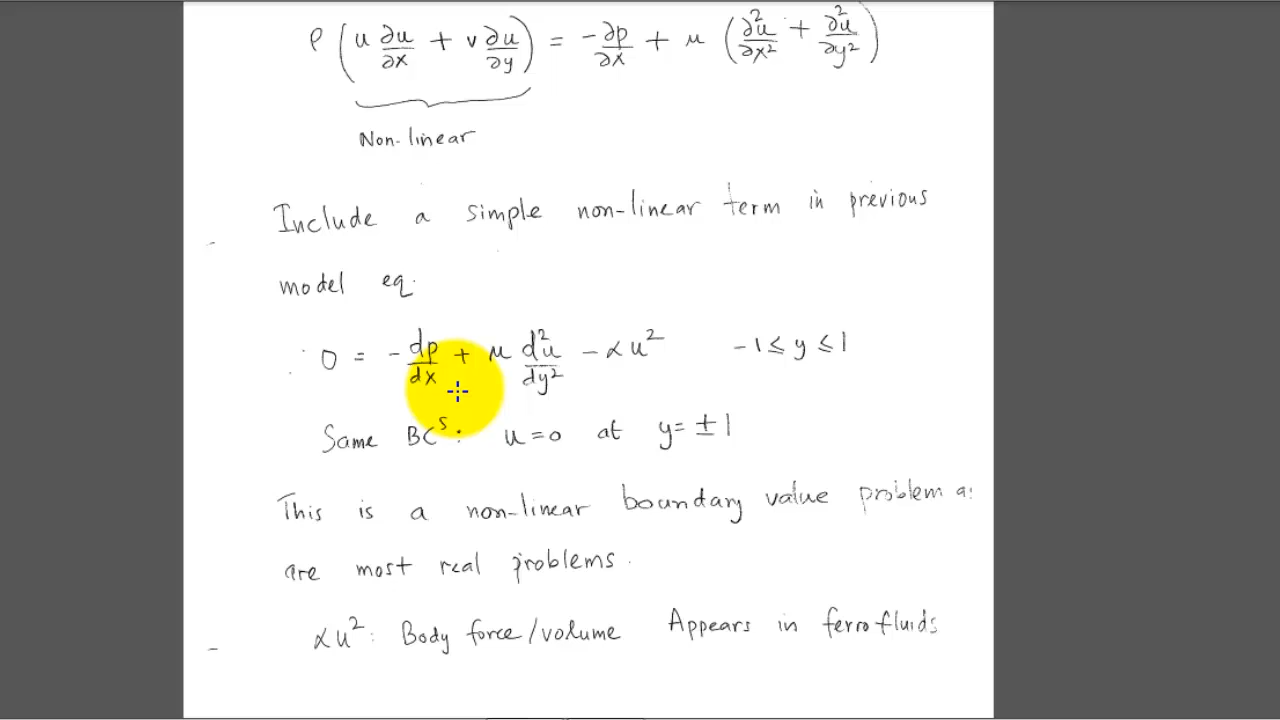 ρ (u ∂u/∂x + v ∂u/∂y) = -∂p/∂x + μ (∂²u/∂x² + ∂²u/∂y²)
Non-linear
Include a simple non-linear term in previous
model eq.
∴ 0 = - dp/dx + μ d²u/dy² - αu² -1 ≤ y ≤ 1
Same BCˢ: u=0 at y= ±1
This is a non-linear boundary value problem as
are most real problems.
αu²: Body force/volume Appears in ferrofluids